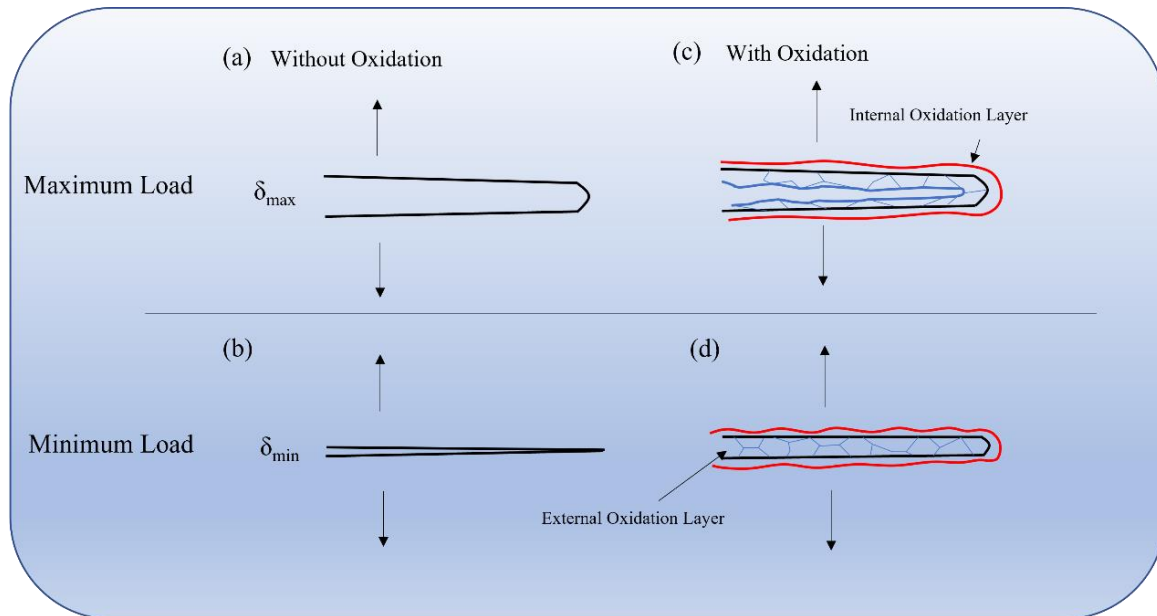 (a) Without Oxidation
(c) With Oxidation
Internal Oxidation Layer
Maximum Load
δmax
(b)
(d)
Minimum Load
δmin
External Oxidation Layer